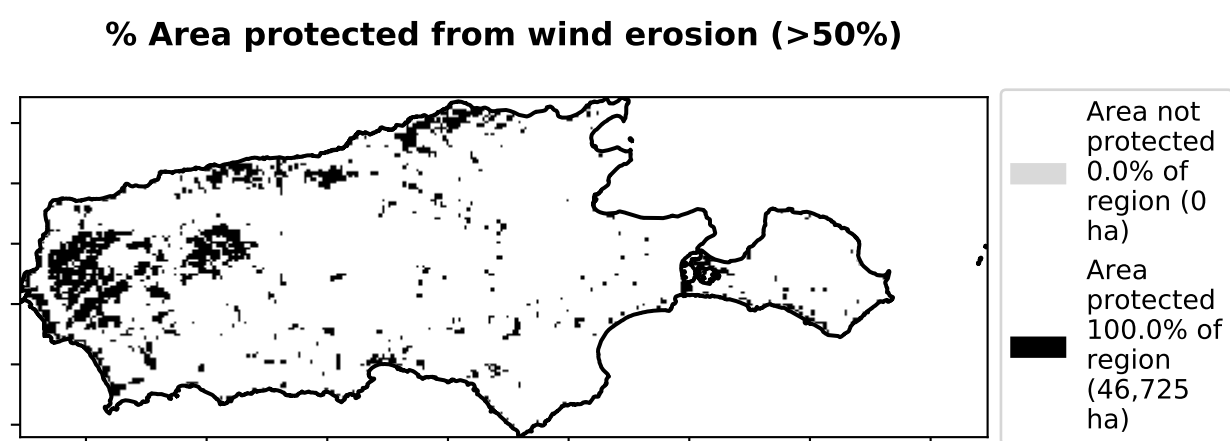 % Area protected from wind erosion (>50%)
Area not
protected
0.0% of
region (0
ha)
Area
protected
100.0% of
region
(46,725
ha)